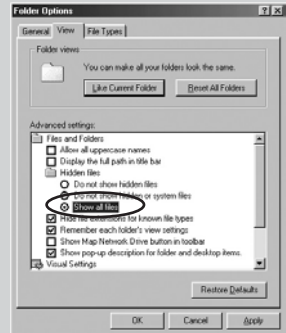 Folder Options
General View File Types
Folder views
You can make all your folders look the same.
Like Current Folder Reset All Folders
Advanced settings:
Files and Folders
Allow all uppercase names
Display the full path in title bar
Hidden files
Do not show hidden files
Do not show hidden or system files
Show all files
Hide file extensions for known file types
Remember each folder's view settings
Show Map Network Drive button in toolbar
Show pop-up description for folder and desktop items.
Visual Settings
Restore Defaults
OK Cancel Apply